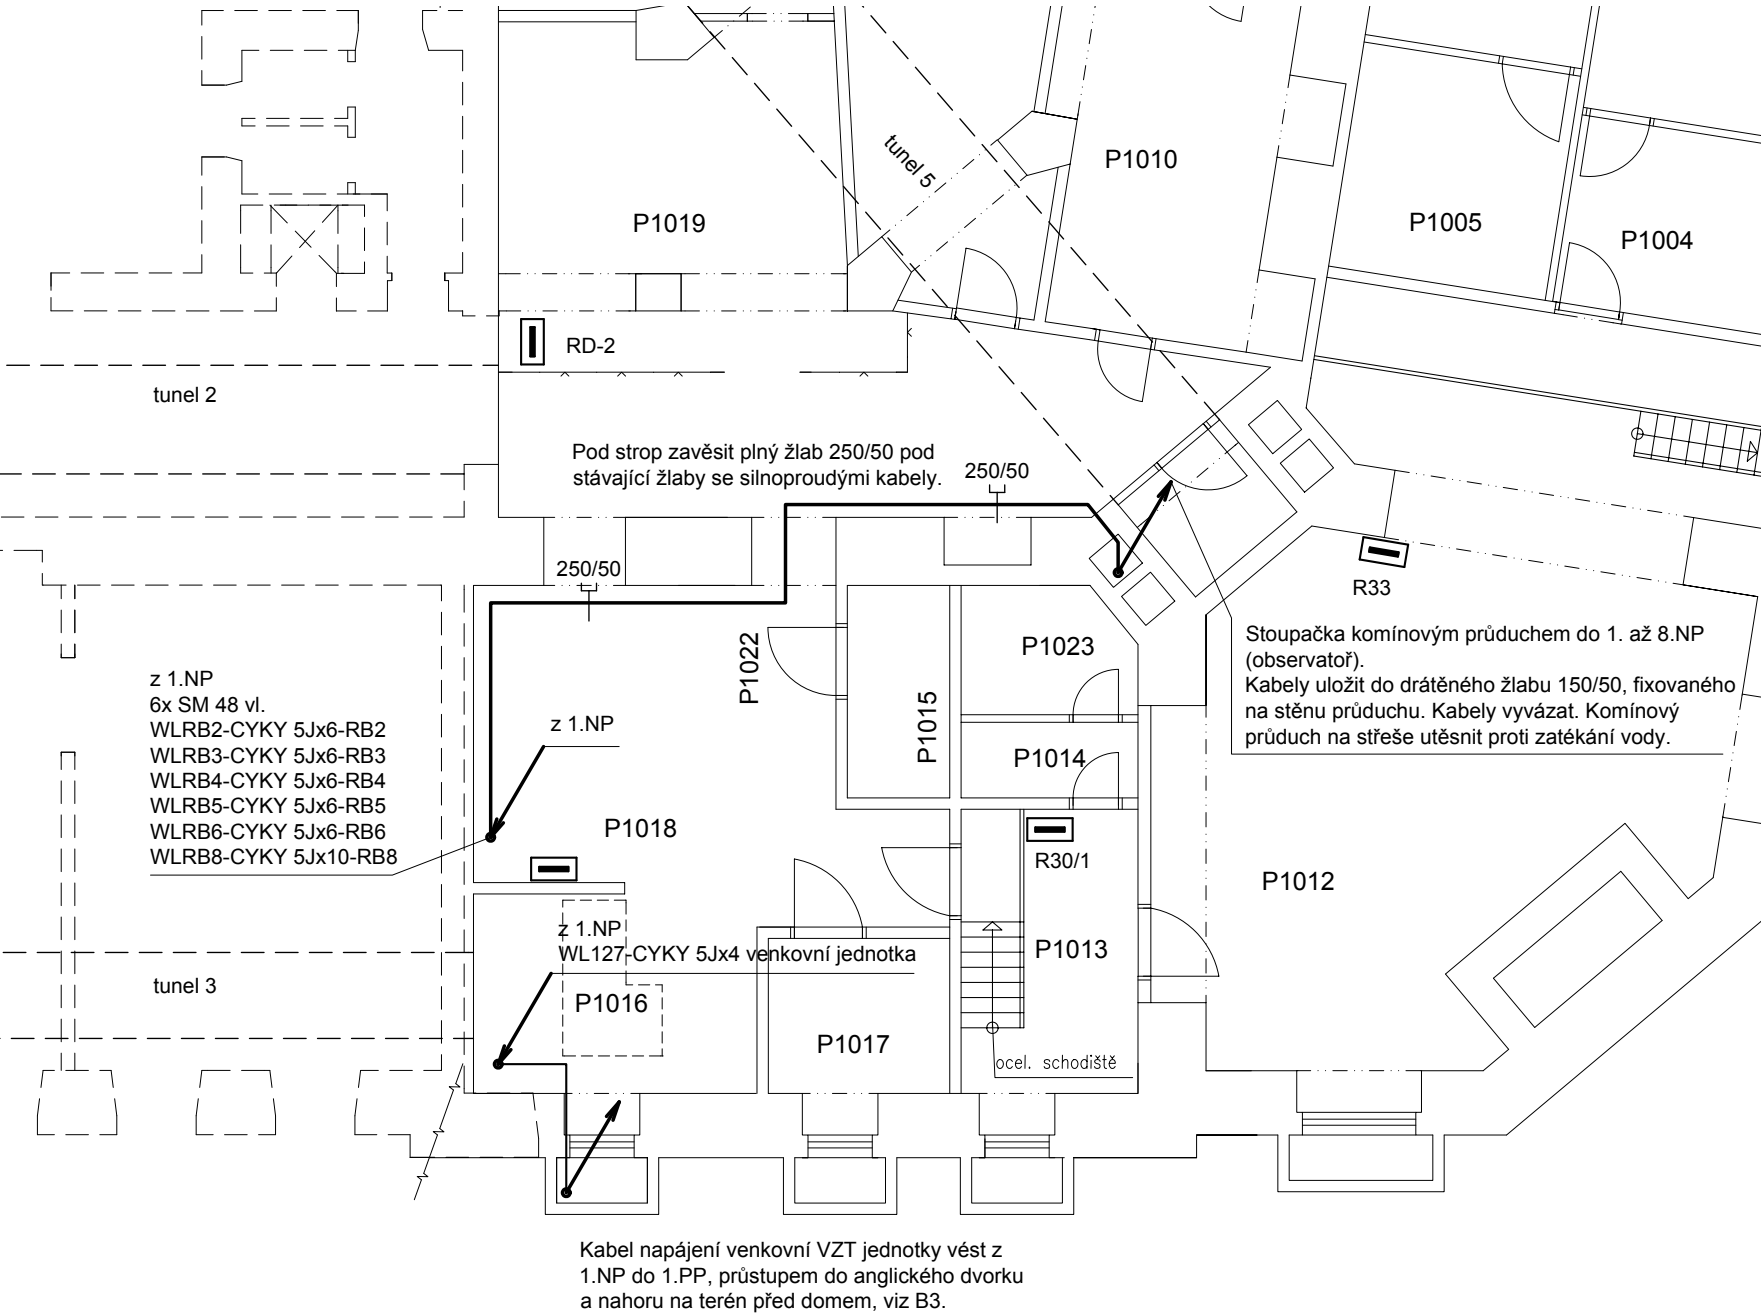 tunel 5
P1010
P1019
P1005
P1004
RD-2
tunel 2
Pod strop zavěsit plný žlab 250/50 pod
stávající žlaby se silnoproudými kabely.
250/50
250/50
R33
Stoupačka komínovým průduchem do 1. až 8.NP
(observatoř).
Kabely uložit do drátěného žlabu 150/50, fixovaného
na stěnu průduchu. Kabely vyvázat. Komínový
průduch na střeše utěsnit proti zatékání vody.
P1022
P1023
P1015
P1014
z 1.NP
6x SM 48 vl.
WLRB2-CYKY 5Jx6-RB2
WLRB3-CYKY 5Jx6-RB3
WLRB4-CYKY 5Jx6-RB4
WLRB5-CYKY 5Jx6-RB5
WLRB6-CYKY 5Jx6-RB6
WLRB8-CYKY 5Jx10-RB8
z 1.NP
P1018
R30/1
P1012
z 1.NP
WL127-CYKY 5Jx4 venkovní jednotka
P1013
tunel 3
P1016
P1017
ocel. schodiště
Kabel napájení venkovní VZT jednotky vést z
1.NP do 1.PP, průstupem do anglického dvorku
a nahoru na terén před domem, viz B3.